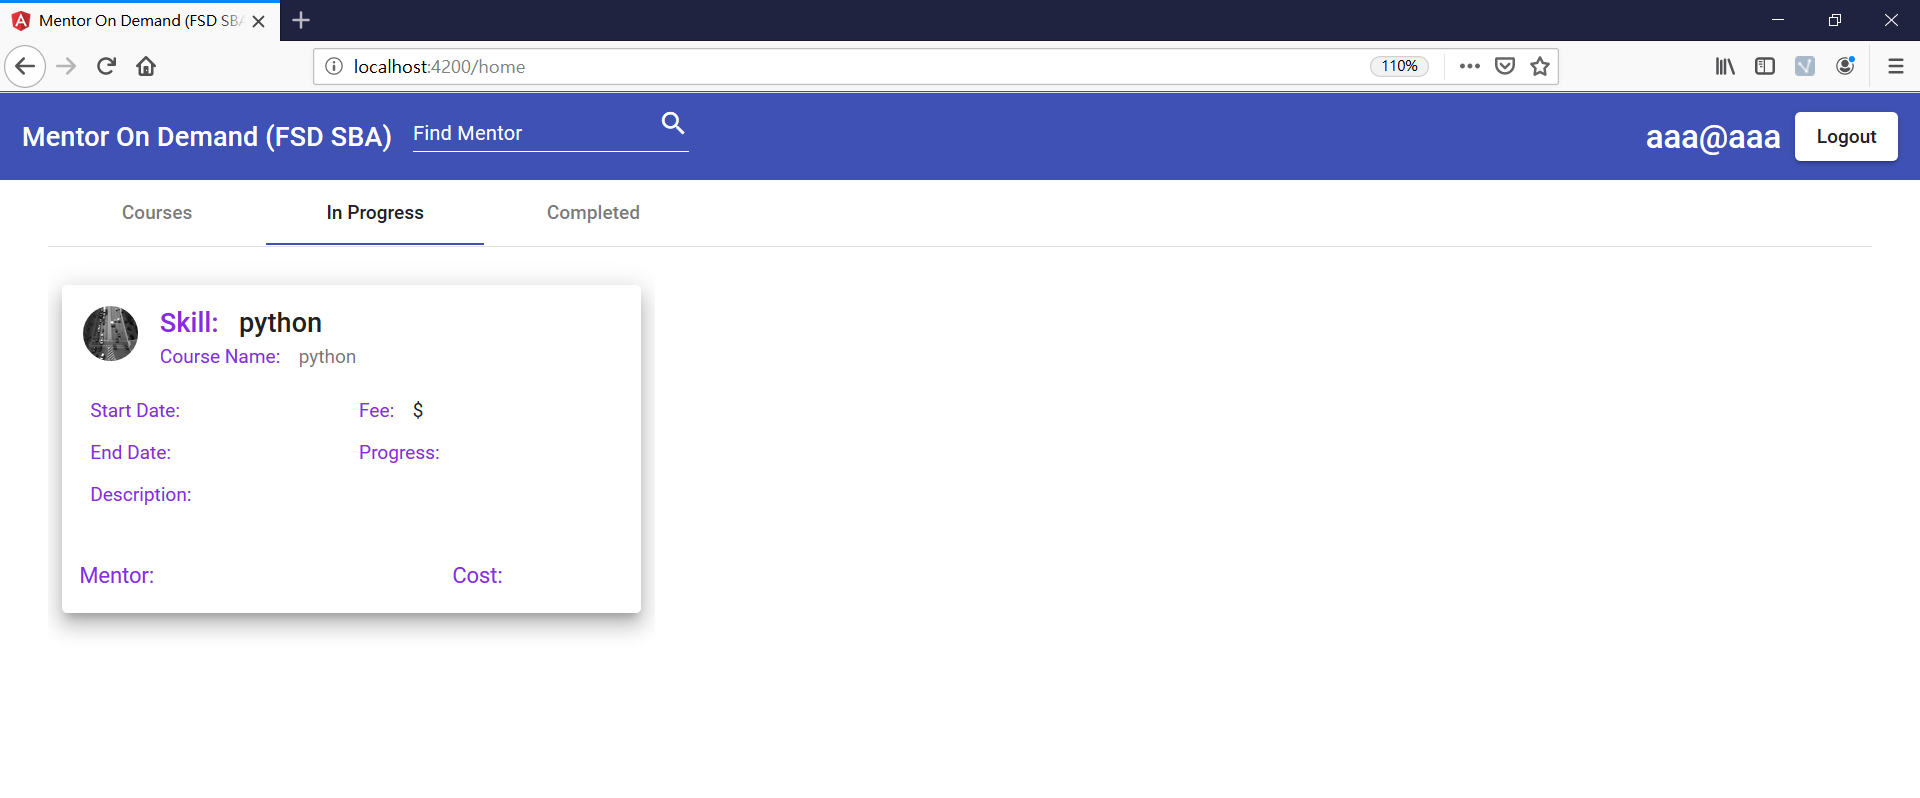 Mentor On Demand (FSD SB
localhost:4200/home
110%
Mentor On Demand (FSD SBA)
Find Mentor
aaa@aaa
Logout
Courses
In Progress
Completed
Skill: python
Course Name: python
Start Date:
Fee: $
End Date:
Progress:
Description:
Mentor:
Cost: